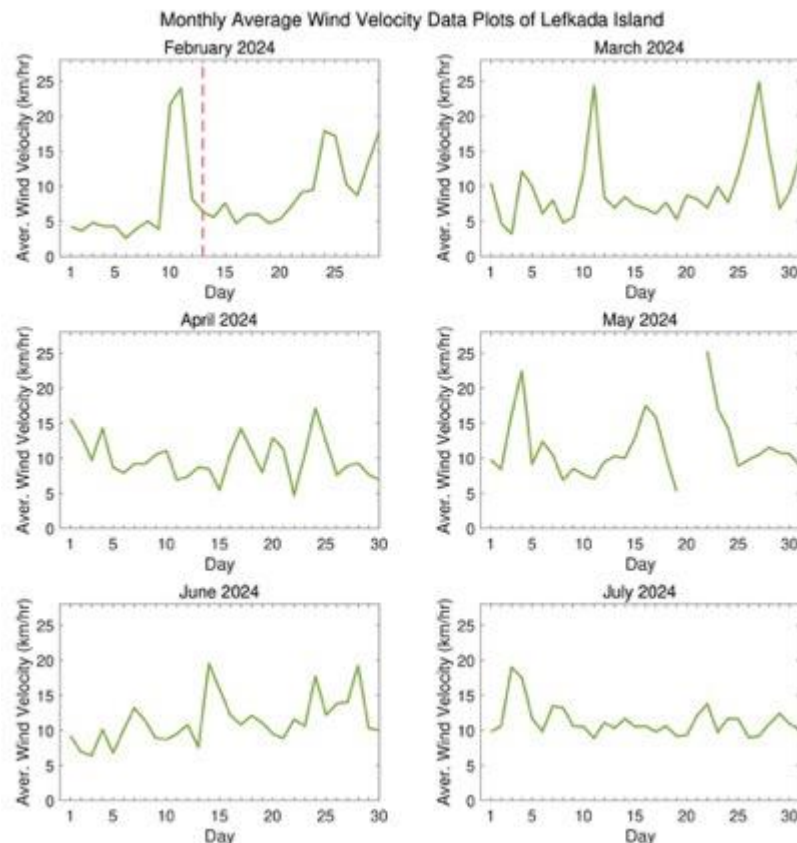 Monthly Average Wind Velocity Data Plots of Lefkada Island
February 2024
Aver. Wind Velocity (km/hr)
25
20
15
10
5
0
1 5 10 15 20 25
Day
March 2024
Aver. Wind Velocity (km/hr)
25
20
15
10
5
0
1 5 10 15 20 25 30
Day
April 2024
Aver. Wind Velocity (km/hr)
25
20
15
10
5
0
1 5 10 15 20 25 30
Day
May 2024
Aver. Wind Velocity (km/hr)
25
20
15
10
5
0
1 5 10 15 20 25 30
Day
June 2024
Aver. Wind Velocity (km/hr)
25
20
15
10
5
0
1 5 10 15 20 25 30
Day
July 2024
Aver. Wind Velocity (km/hr)
25
20
15
10
5
0
1 5 10 15 20 25 30
Day